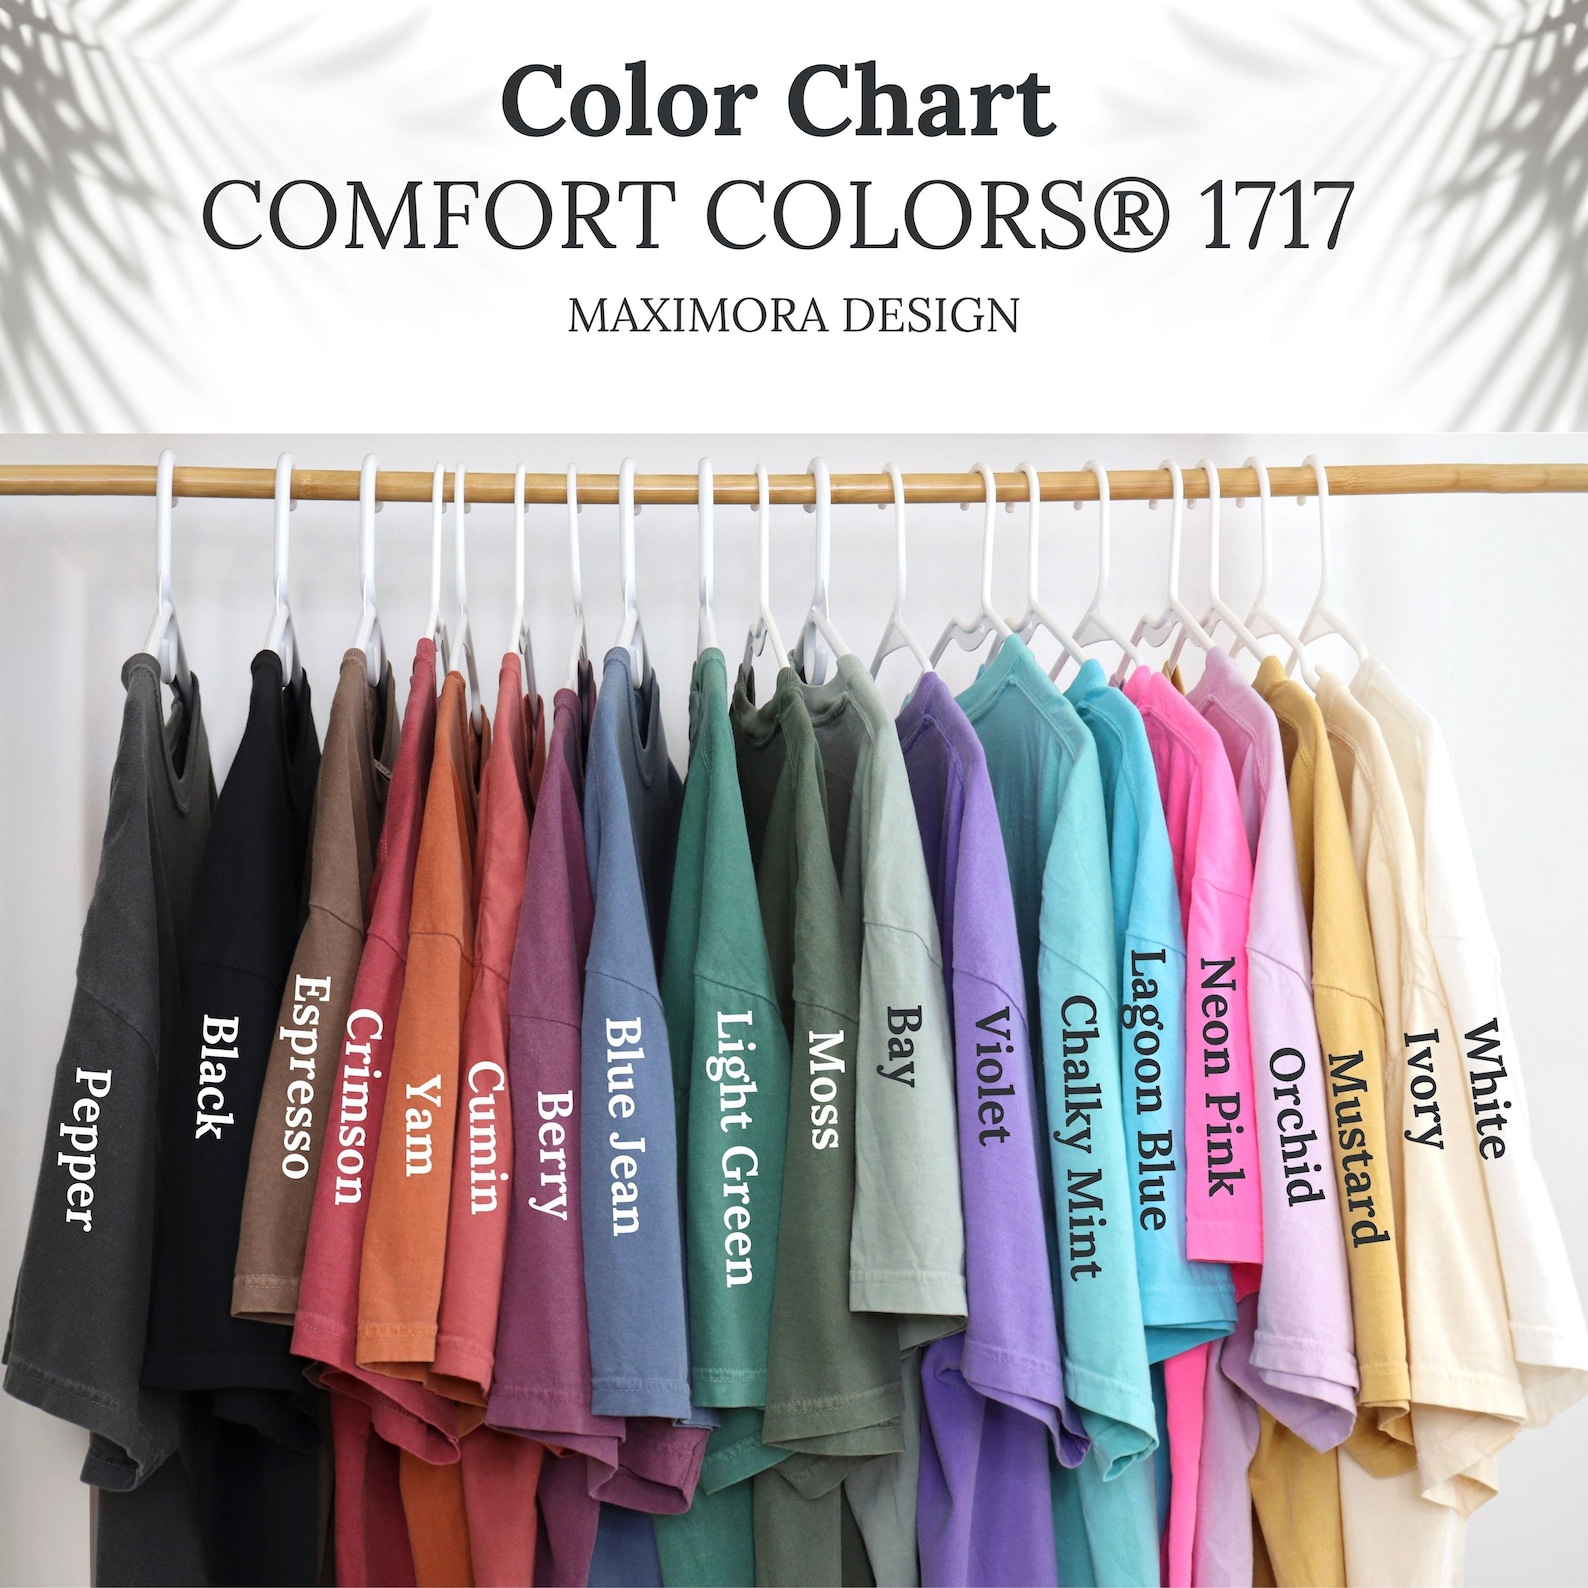 Color Chart
COMFORT COLORS® 1717
MAXIMORA DESIGN
Pepper
Black
Espresso
Crimson
Yam
Cumin
Berry
Blue Jean
Light Green
Moss
Bay
Violet
Chalky Mint
Lagoon Blue
Neon Pink
Orchid
Mustard
Ivory
White